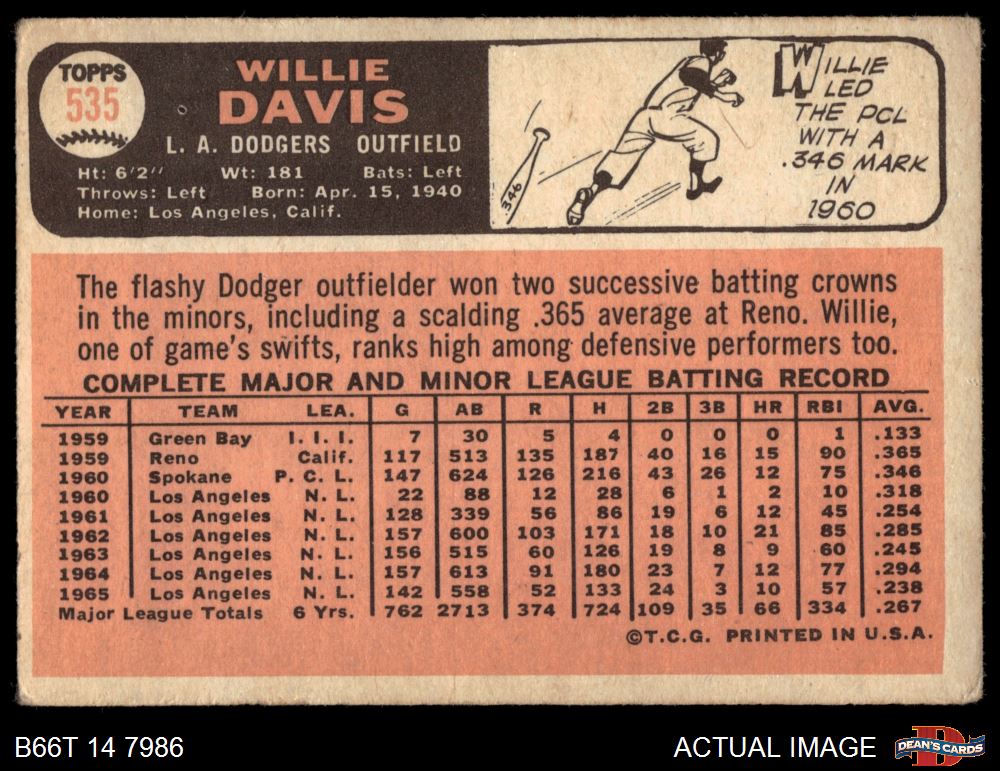 TOPPS
535
WILLIE
DAVIS
L. A. DODGERS OUTFIELD
Ht: 6'2" Wt: 181 Bats: Left
Throws: Left Born: Apr. 15, 1940
Home: Los Angeles, Calif.
346
WILLIE
LED
THE PCL
WITH A
.346 MARK
IN
1960
The flashy Dodger outfielder won two successive batting crowns
in the minors, including a scalding .365 average at Reno. Willie,
one of game's swifts, ranks high among defensive performers too.
COMPLETE MAJOR AND MINOR LEAGUE BATTING RECORD
YEAR TEAM LEA. G AB R H 2B 3B HR RBI AVG.
1959 Green Bay I. I. I. 7 30 5 4 0 0 0 1 .133
1959 Reno Calif. 117 513 135 187 40 16 15 90 .365
1960 Spokane P. C. L. 147 624 126 216 43 26 12 75 .346
1960 Los Angeles N. L. 22 88 12 28 6 1 2 10 .318
1961 Los Angeles N. L. 128 339 56 86 19 6 12 45 .254
1962 Los Angeles N. L. 157 600 103 171 18 10 21 85 .285
1963 Los Angeles N. L. 156 515 60 126 19 8 9 60 .245
1964 Los Angeles N. L. 157 613 91 180 23 7 12 77 .294
1965 Los Angeles N. L. 142 558 52 133 24 3 10 57 .238
Major League Totals 6 Yrs. 762 2713 374 724 109 35 66 334 .267
©T.C.G. PRINTED IN U.S.A.
B66T 14 7986
ACTUAL IMAGE
D
DEAN'S CARDS